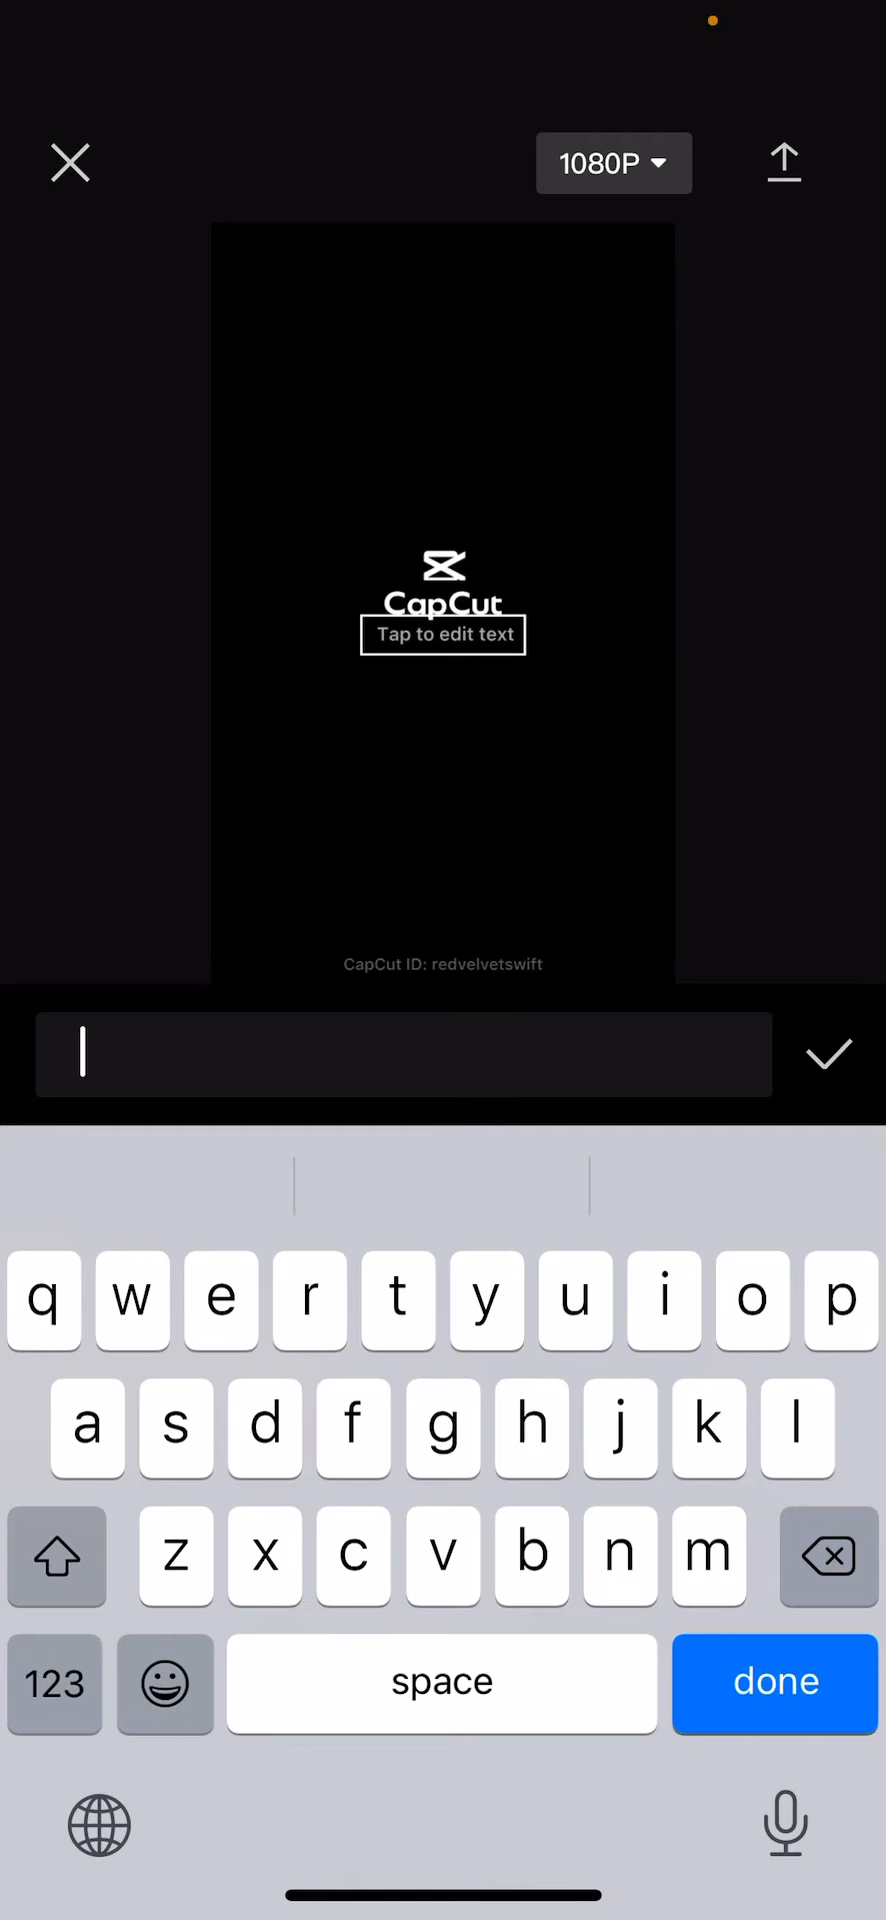 1080P
CapCut
Tap to edit text
CapCut ID: redvelvetswift
q w e r t y u i o p
a s d f g h j k l
z x c v b n m
123 space done